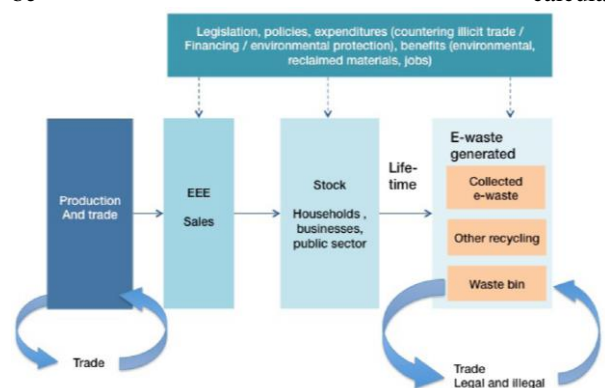 Legislation, policies, expenditures (countering illicit trade /
Financing / environmental protection), benefits (environmental,
reclaimed materials, jobs)
Production
And trade
EEE
Sales
Stock
Households ,
businesses,
public sector
Life-
time
E-waste
generated
Collected
e-waste
Other recycling
Waste bin
Trade
Trade
Legal and illegal